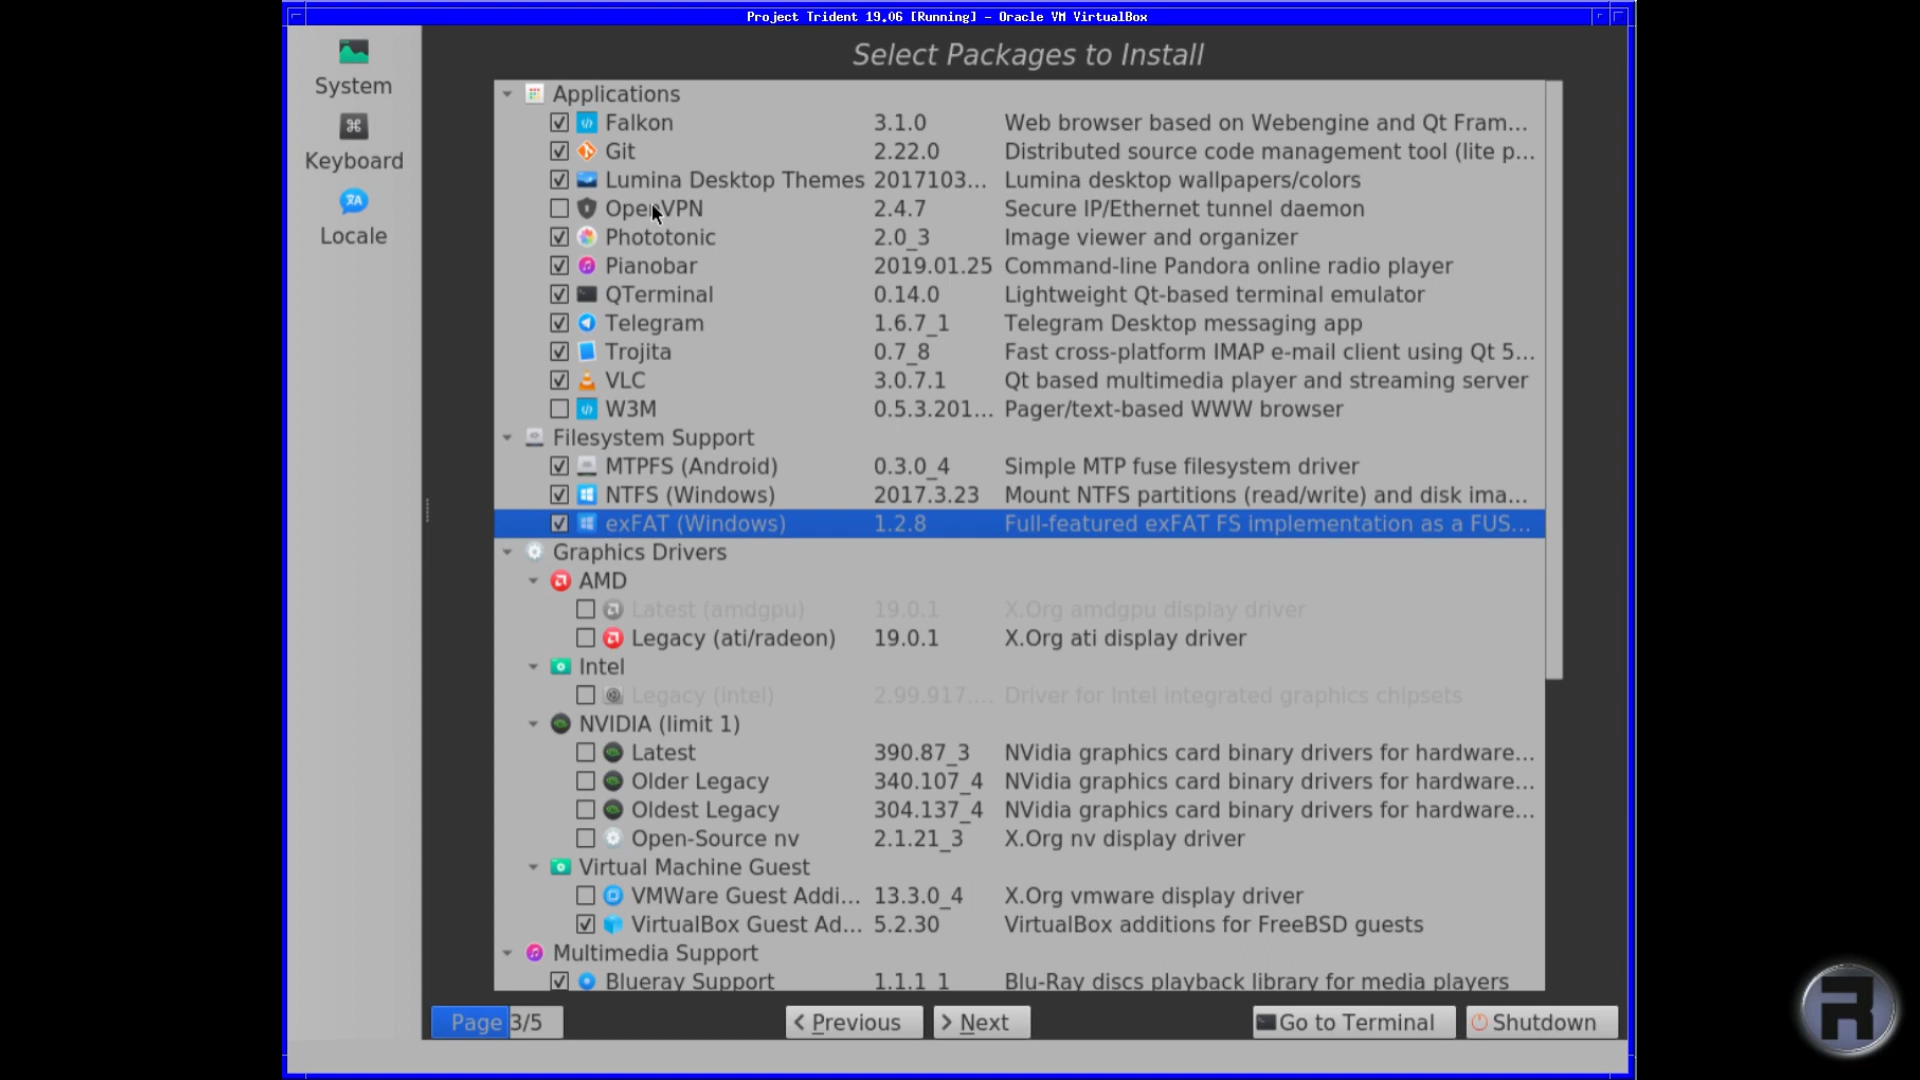 Project Trident 19.06 [Running] - Oracle VM VirtualBox
System
Keyboard
Locale
Select Packages to Install
Applications
Falkon 3.1.0 Web browser based on Webengine and Qt Fram...
Git 2.22.0 Distributed source code management tool (lite p...
Lumina Desktop Themes 2017103... Lumina desktop wallpapers/colors
OpenVPN 2.4.7 Secure IP/Ethernet tunnel daemon
Phototonic 2.0_3 Image viewer and organizer
Pianobar 2019.01.25 Command-line Pandora online radio player
QTerminal 0.14.0 Lightweight Qt-based terminal emulator
Telegram 1.6.7_1 Telegram Desktop messaging app
Trojita 0.7_8 Fast cross-platform IMAP e-mail client using Qt 5...
VLC 3.0.7.1 Qt based multimedia player and streaming server
W3M 0.5.3.201... Pager/text-based WWW browser
Filesystem Support
MTPFS (Android) 0.3.0_4 Simple MTP fuse filesystem driver
NTFS (Windows) 2017.3.23 Mount NTFS partitions (read/write) and disk ima...
exFAT (Windows) 1.2.8 Full-featured exFAT FS implementation as a FUS...
Graphics Drivers
AMD
Latest (amdgpu) 19.0.1 X.Org amdgpu display driver
Legacy (ati/radeon) 19.0.1 X.Org ati display driver
Intel
Legacy (intel) 2.99.917.... Driver for Intel integrated graphics chipsets
NVIDIA (limit 1)
Latest 390.87_3 NVidia graphics card binary drivers for hardware...
Older Legacy 340.107_4 NVidia graphics card binary drivers for hardware...
Oldest Legacy 304.137_4 NVidia graphics card binary drivers for hardware...
Open-Source nv 2.1.21_3 X.Org nv display driver
Virtual Machine Guest
VMWare Guest Addi... 13.3.0_4 X.Org vmware display driver
VirtualBox Guest Ad... 5.2.30 VirtualBox additions for FreeBSD guests
Multimedia Support
Blueray Support 1.1.1_1 Blu-Ray discs playback library for media players
Page 3/5
Previous
Next
Go to Terminal
Shutdown